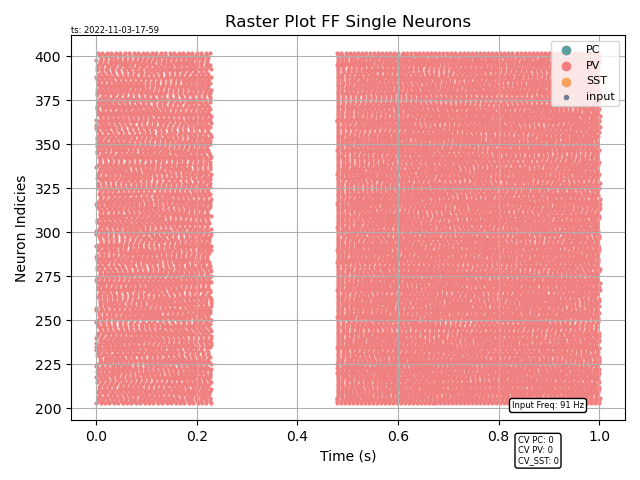 Raster Plot FF Single Neurons
ts: 2022-11-03-17-59
PC
PV
SST
input
Neuron Indicies
400
375
350
325
300
275
250
225
200
Input Freq: 91 Hz
0.0 0.2 0.4 0.6 0.8 1.0
Time (s)
CV PC: 0
CV PV: 0
CV_SST: 0